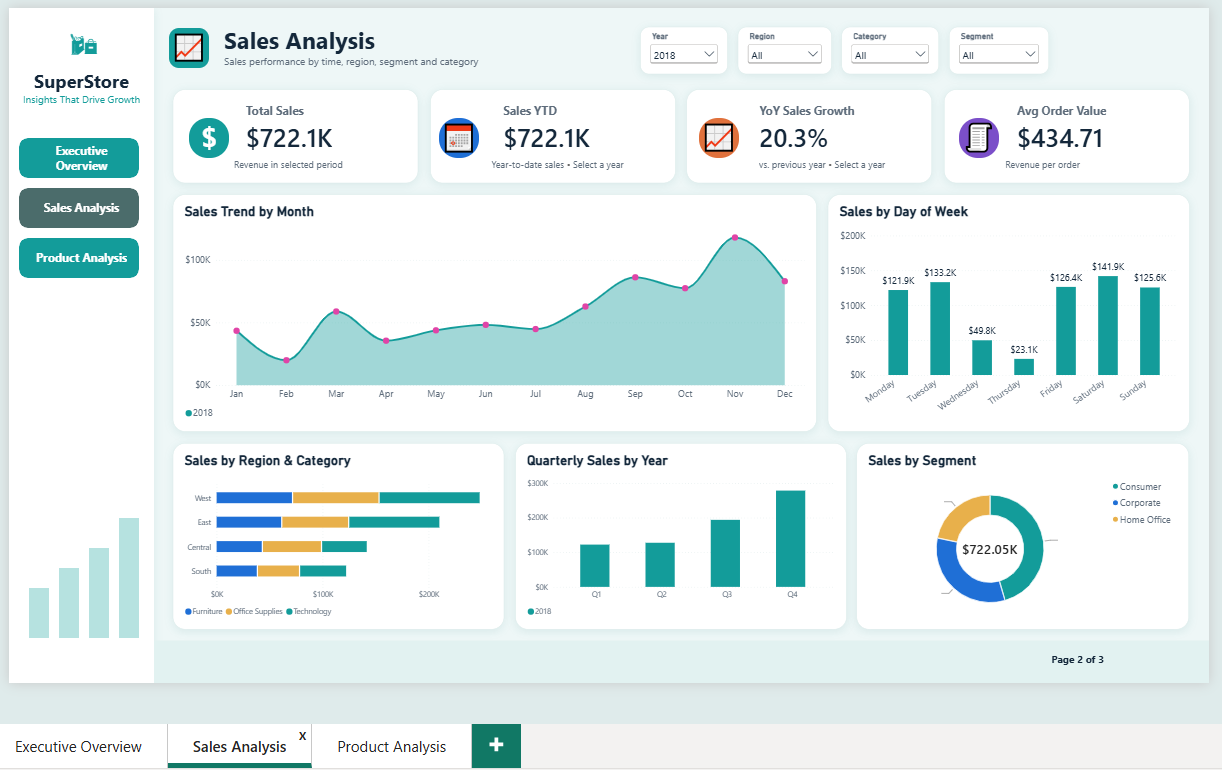 SuperStore
Insights That Drive Growth
Executive
Overview
Sales Analysis
Product Analysis
Sales Analysis
Sales performance by time, region, segment and category
Year
2018
Region
All
Category
All
Segment
All
Total Sales
$722.1K
Revenue in selected period
Sales YTD
$722.1K
Year-to-date sales • Select a year
YoY Sales Growth
20.3%
vs. previous year • Select a year
Avg Order Value
$434.71
Revenue per order
Sales Trend by Month
$100K
$50K
$0K
Jan Feb Mar Apr May Jun Jul Aug Sep Oct Nov Dec
2018
Sales by Day of Week
$200K
$150K
$100K
$50K
$0K
$121.9K
$133.2K
$49.8K
$23.1K
$126.4K
$141.9K
$125.6K
Monday Tuesday Wednesday Thursday Friday Saturday Sunday
Sales by Region & Category
West
East
Central
South
$0K $100K $200K
Furniture Office Supplies Technology
Quarterly Sales by Year
$300K
$200K
$100K
$0K
Q1 Q2 Q3 Q4
2018
Sales by Segment
$722.05K
Consumer
Corporate
Home Office
Page 2 of 3
Executive Overview
Sales Analysis
X
Product Analysis
+